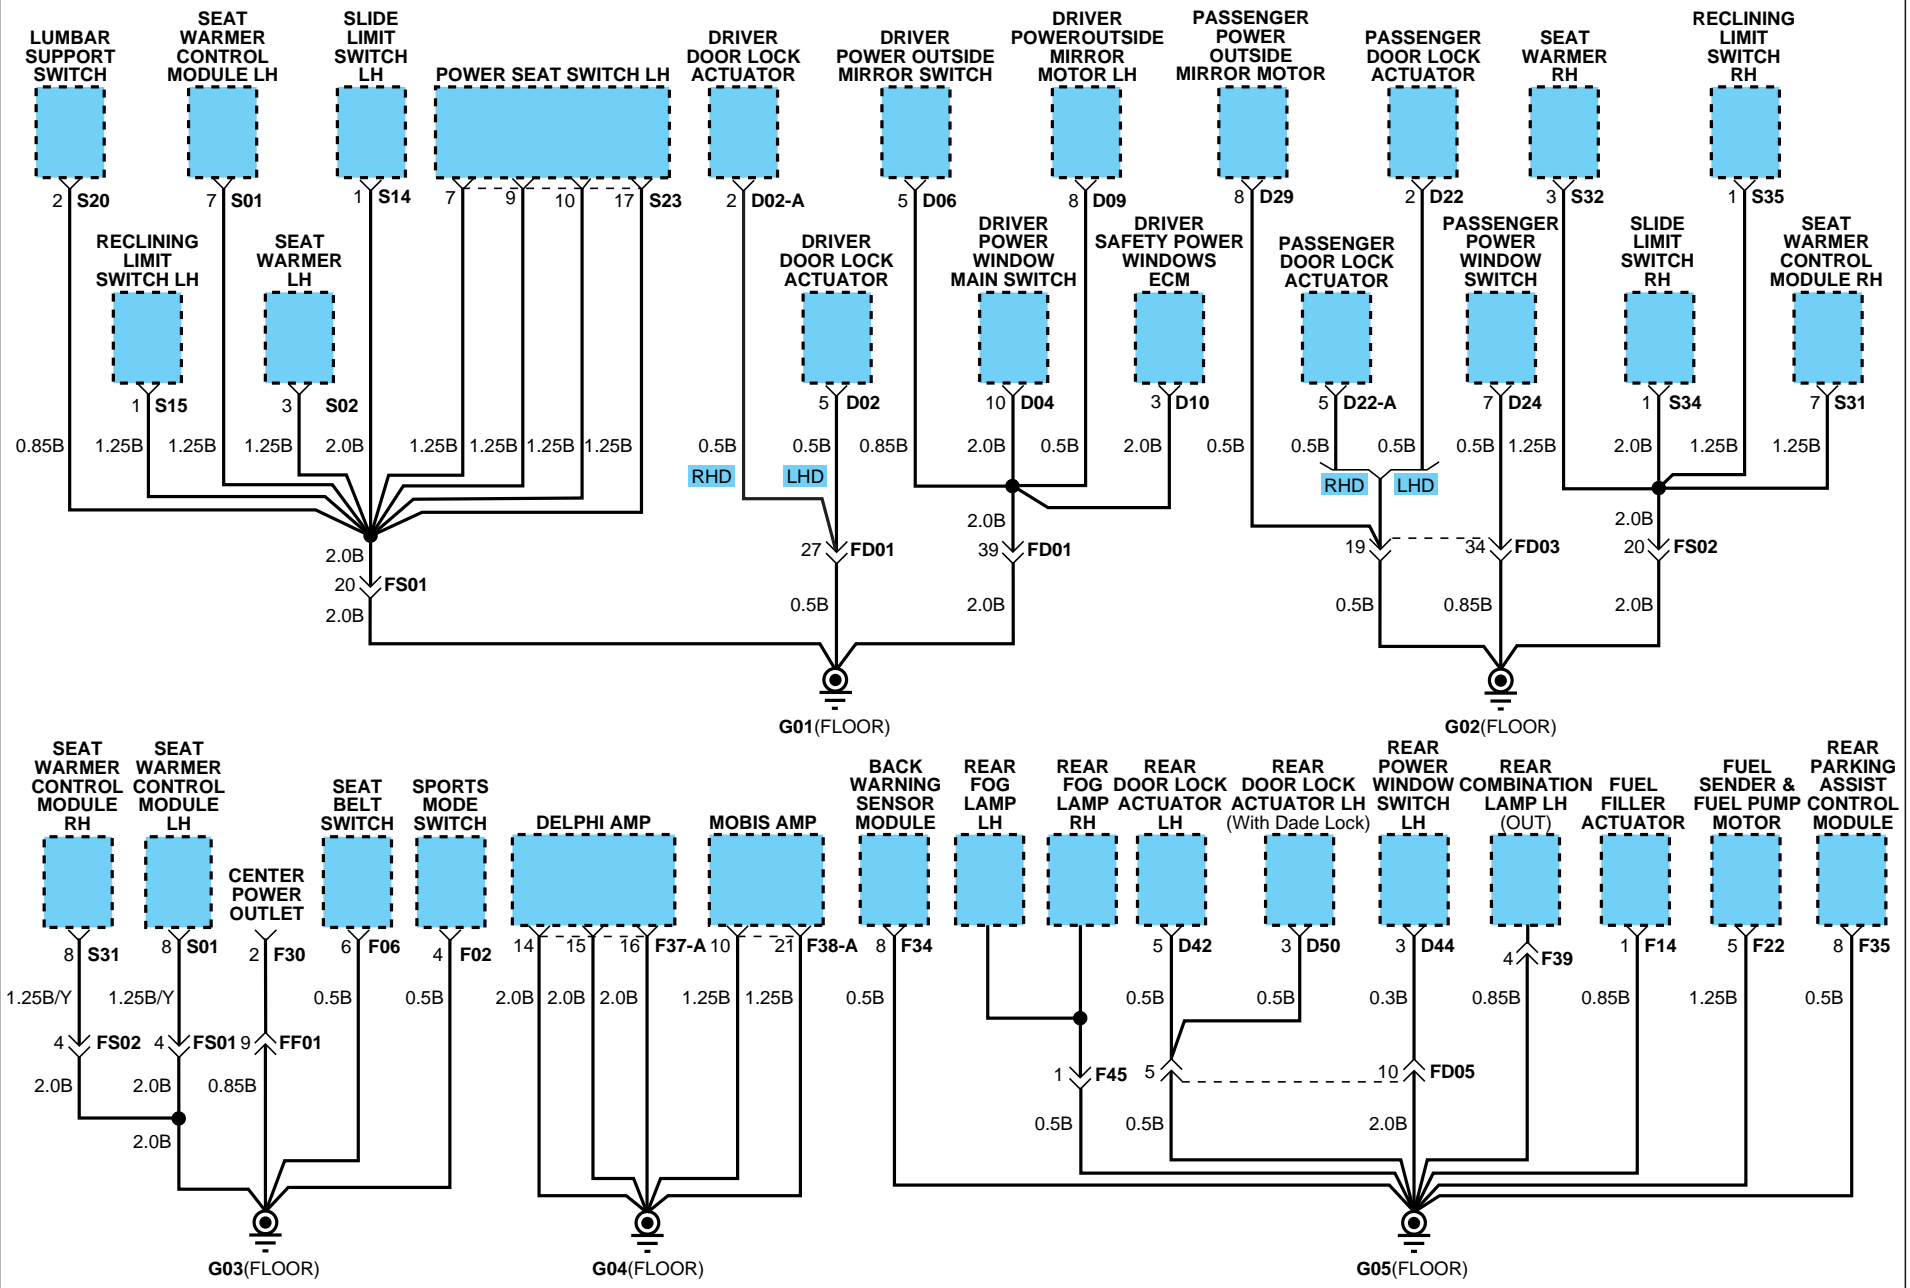 LUMBAR
SUPPORT
SWITCH
SEAT
WARMER
CONTROL
MODULE LH
SLIDE
LIMIT
SWITCH
LH
POWER SEAT SWITCH LH
DRIVER
DOOR LOCK
ACTUATOR
DRIVER
POWER OUTSIDE
MIRROR SWITCH
DRIVER
POWEROUTSIDE
MIRROR
MOTOR LH
PASSENGER
POWER
OUTSIDE
MIRROR MOTOR
PASSENGER
DOOR LOCK
ACTUATOR
SEAT
WARMER
RH
RECLINING
LIMIT
SWITCH
RH
2 S20
7 S01
1 S14
7 9 10 17 S23
2 D02-A
5 D06
8 D09
8 D29
2 D22
3 S32
1 S35
RECLINING
LIMIT
SWITCH LH
SEAT
WARMER
LH
DRIVER
DOOR LOCK
ACTUATOR
DRIVER
POWER
WINDOW
MAIN SWITCH
DRIVER
SAFETY POWER
WINDOWS
ECM
PASSENGER
DOOR LOCK
ACTUATOR
PASSENGER
POWER
WINDOW
SWITCH
SLIDE
LIMIT
SWITCH
RH
SEAT
WARMER
CONTROL
MODULE RH
1 S15
3 S02
5 D02
10 D04
3 D10
5 D22-A
7 D24
1 S34
7 S31
0.85B 1.25B 1.25B 1.25B 2.0B 1.25B 1.25B 1.25B 1.25B 0.5B 0.5B 0.85B 2.0B 0.5B 2.0B 0.5B 0.5B 0.5B 0.5B 1.25B 2.0B 1.25B 1.25B
RHD LHD RHD LHD
2.0B 2.0B
2.0B
27 FD01
39 FD01
19 34 FD03
20 FS02
20 FS01
2.0B 0.5B 2.0B 0.5B 0.85B 2.0B
G01(FLOOR)
G02(FLOOR)
SEAT
WARMER
CONTROL
MODULE
RH
SEAT
WARMER
CONTROL
MODULE
LH
CENTER
POWER
OUTLET
SEAT
BELT
SWITCH
SPORTS
MODE
SWITCH
DELPHI AMP
MOBIS AMP
BACK
WARNING
SENSOR
MODULE
REAR
FOG
LAMP
LH
REAR
FOG
LAMP
RH
REAR
DOOR LOCK
ACTUATOR
LH
REAR
DOOR LOCK
ACTUATOR LH
(With Dade Lock)
REAR
POWER
WINDOW
SWITCH
LH
REAR
COMBINATION
LAMP LH
(OUT)
FUEL
FILLER
ACTUATOR
FUEL
SENDER &
FUEL PUMP
MOTOR
REAR
PARKING
ASSIST
CONTROL
MODULE
8 S31
8 S01
2 F30
6 F06
4 F02
14 15 16 F37-A
10 21 F38-A
8 F34
5 D42
3 D50
3 D44
4 F39
1 F14
5 F22
8 F35
1.25B/Y 1.25B/Y 0.5B 0.5B 2.0B 2.0B 2.0B 1.25B 1.25B 0.5B 0.5B 0.5B 0.3B 0.85B 0.85B 1.25B 0.5B
4 FS02
4 FS01
9 FF01
1 F45
5 10 FD05
2.0B 2.0B 0.85B
0.5B 0.5B 2.0B
2.0B
G03(FLOOR)
G04(FLOOR)
G05(FLOOR)